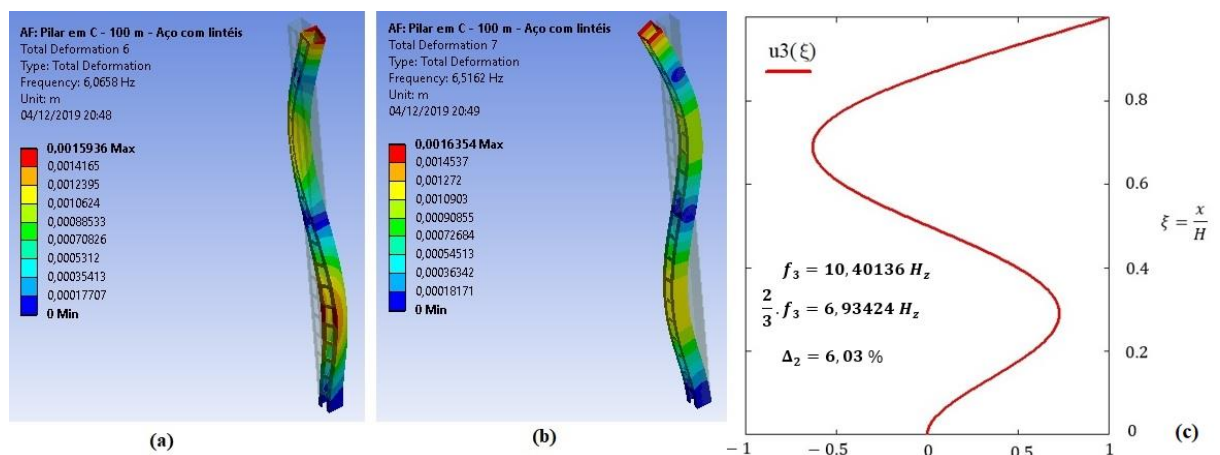 AF: Pilar em C - 100 m - Aço com lintéis
Total Deformation 6
Type: Total Deformation
Frequency: 6,0658 Hz
Unit: m
04/12/2019 20:48
0,0015936 Max
0,0014165
0,0012395
0,0010624
0,00088533
0,00070826
0,0005312
0,00035413
0,00017707
0 Min
(a)
AF: Pilar em C - 100 m - Aço com lintéis
Total Deformation 7
Type: Total Deformation
Frequency: 6,5162 Hz
Unit: m
04/12/2019 20:49
0,0016354 Max
0,0014537
0,001272
0,0010903
0,00090855
0,00072684
0,00054513
0,00036342
0,00018171
0 Min
(b)
u3(ξ)
0.8
0.6
ξ = x/H
0.4
f₃ = 10,40136 H_z
2/3 . f₃ = 6,93424 H_z
Δ₂ = 6,03 %
0.2
0
− 1 − 0.5 0 0.5 1
(c)